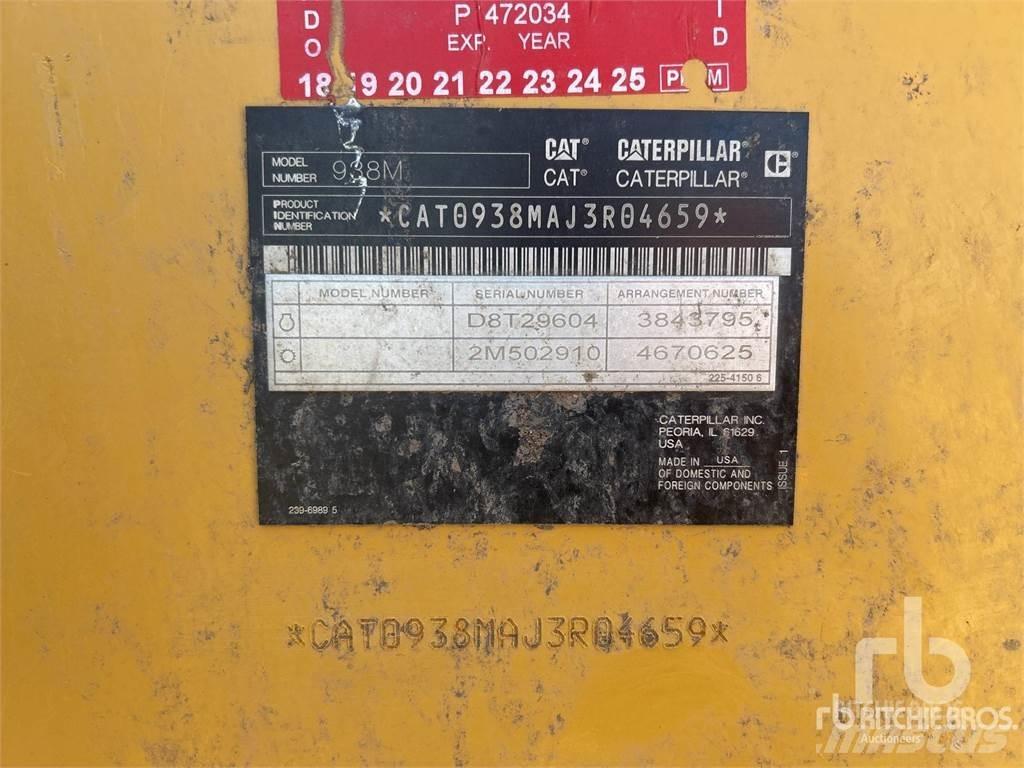 D
O
P 472034
EXP. YEAR
I
D
18 19 20 21 22 23 24 25
MODEL NUMBER 938M
CAT® CATERPILLAR®
CAT® CATERPILLAR®
PRODUCT IDENTIFICATION NUMBER *CAT0938MAJ3R04659*
MODEL NUMBER SERIAL NUMBER ARRANGEMENT NUMBER
D8T29604 3843795
2M502910 4670625
225-4150 6
CATERPILLAR INC.
PEORIA, IL 61629
USA
MADE IN USA
OF DOMESTIC AND
FOREIGN COMPONENTS
ISSUE 1
239-6989 5
*CAT0938MAJ3R04659*
rb
rb RITCHIE BROS.
Auctioneers
Mascus